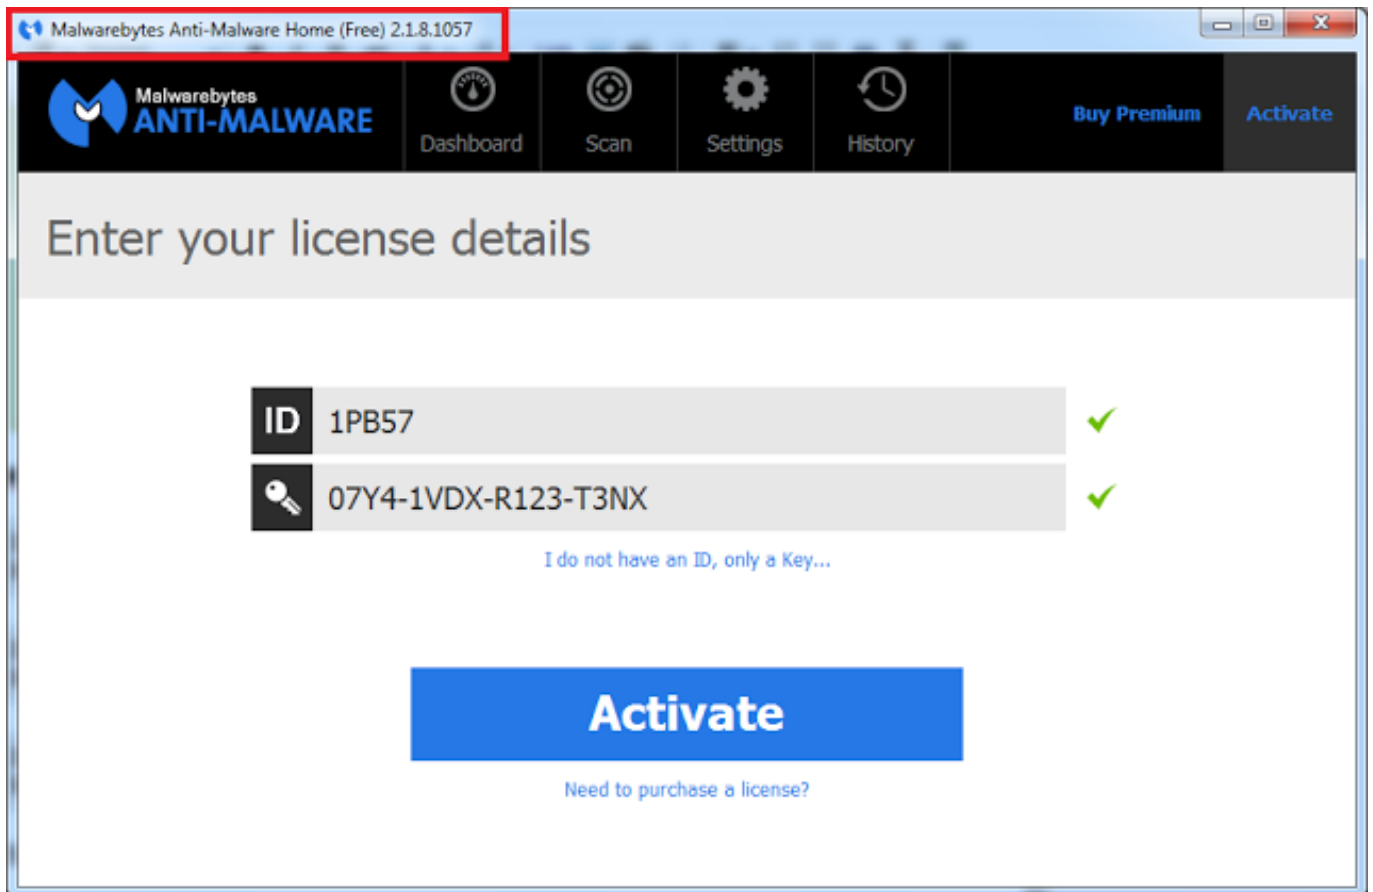 Malwarebytes Anti-Malware Home (Free) 2.1.8.1057
Malwarebytes
ANTI-MALWARE
Dashboard
Scan
Settings
History
Buy Premium
Activate
Enter your license details
ID 1PB57
07Y4-1VDX-R123-T3NX
I do not have an ID, only a Key...
Activate
Need to purchase a license?